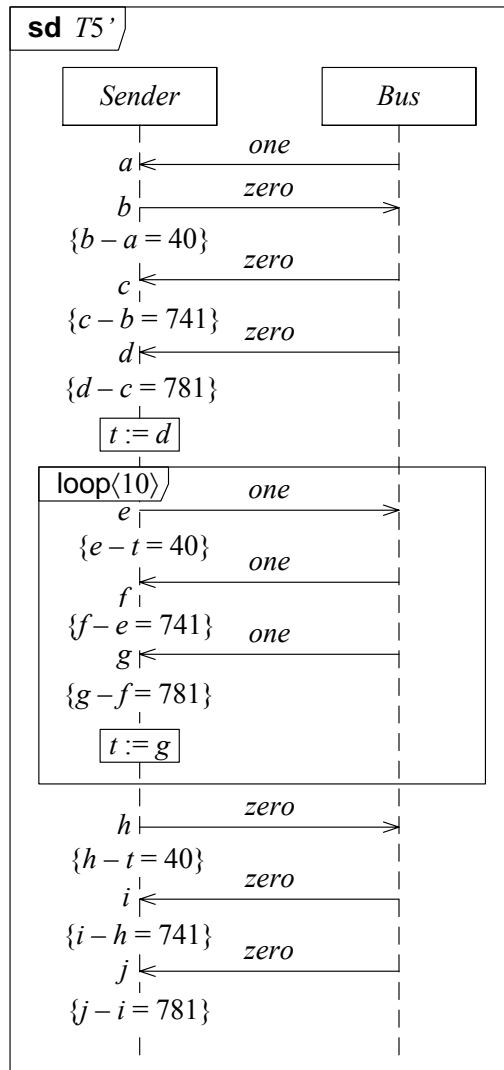 sd T5’
Sender Bus
one
a
zero
b
{b – a = 40}
zero
c
{c – b = 741}
zero
d
{d – c = 781}
t := d
loop⟨10⟩
one
e
{e – t = 40}
one
f
{f – e = 741}
one
g
{g – f = 781}
t := g
zero
h
{h – t = 40}
zero
i
{i – h = 741}
zero
j
{j – i = 781}